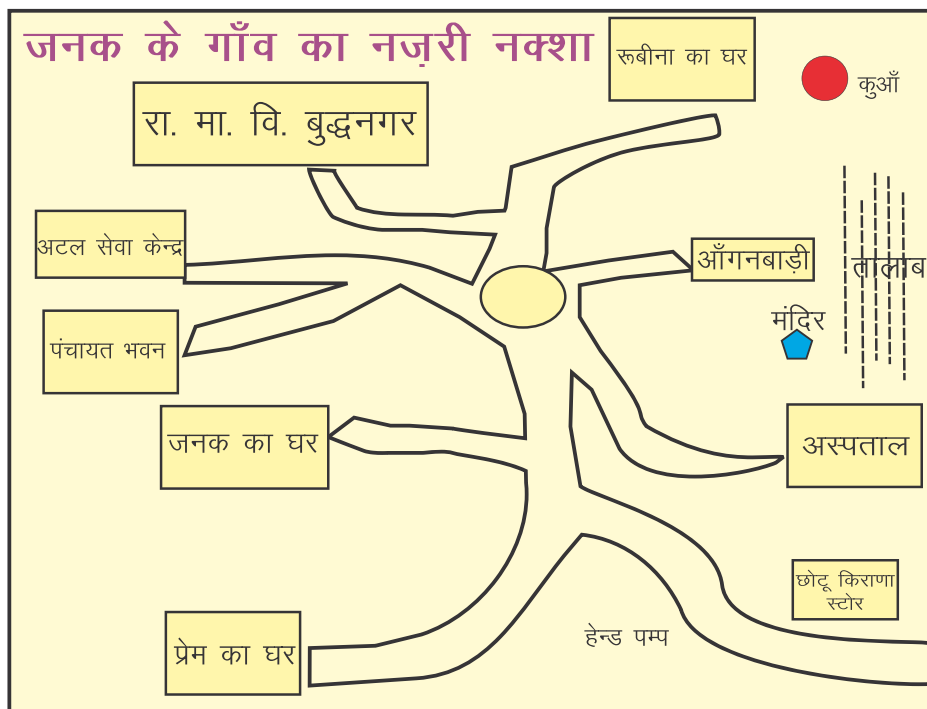 जनक के गाँव का नज़री नक्शा
रूबीना का घर
कुआँ
रा. मा. वि. बुद्धनगर
अटल सेवा केन्द्र
आँगनबाड़ी
तालाब
मंदिर
पंचायत भवन
जनक का घर
अस्पताल
छोटू किराणा
स्टोर
हेन्ड पम्प
प्रेम का घर